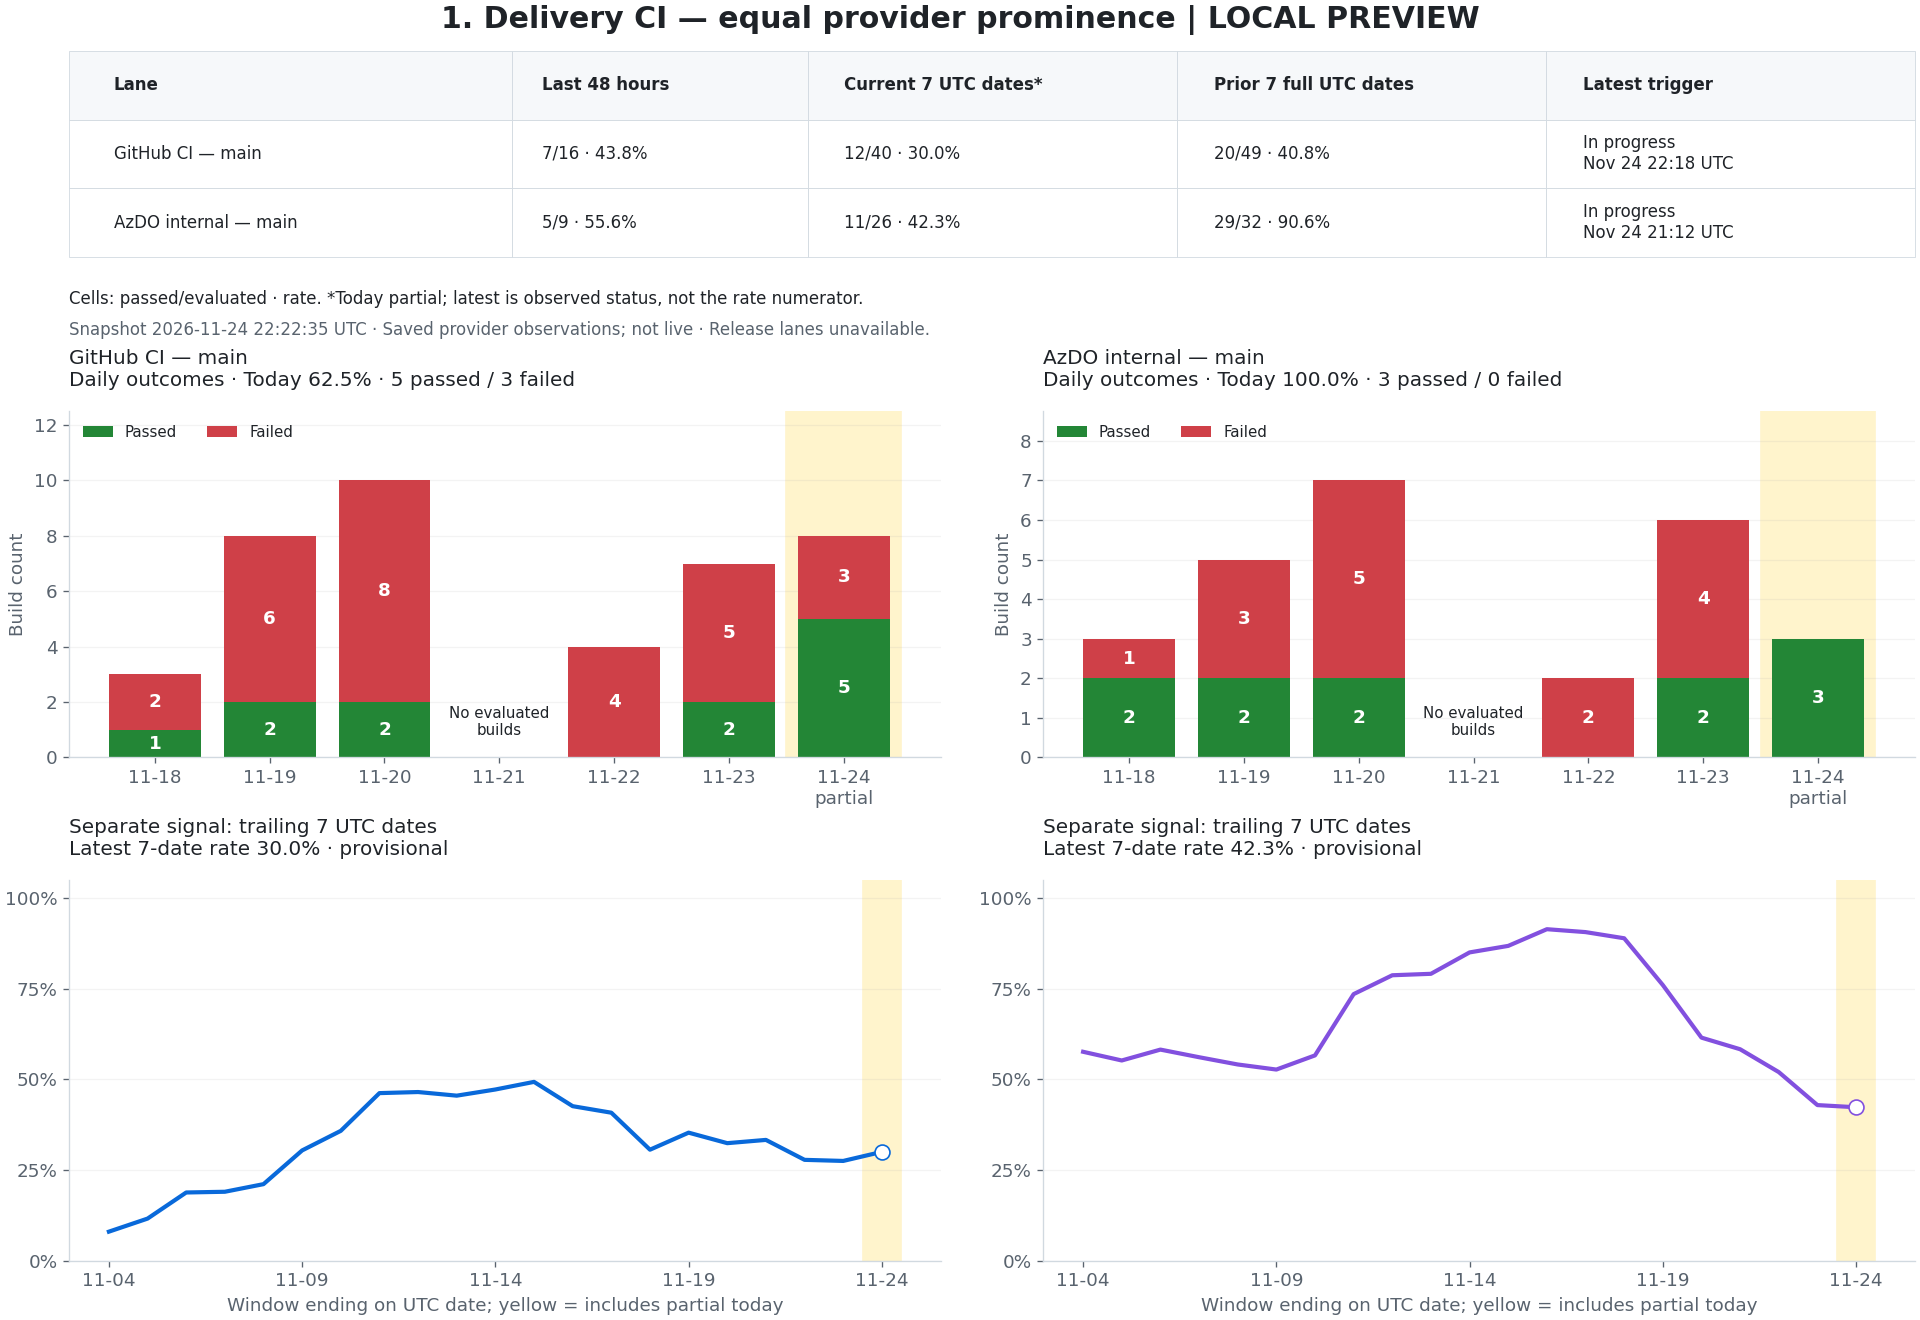 1. Delivery CI — equal provider prominence | LOCAL PREVIEW
Lane
Last 48 hours
Current 7 UTC dates*
Prior 7 full UTC dates
Latest trigger
GitHub CI — main
7/16 · 43.8%
12/40 · 30.0%
20/49 · 40.8%
In progress
Nov 24 22:18 UTC
AzDO internal — main
5/9 · 55.6%
11/26 · 42.3%
29/32 · 90.6%
In progress
Nov 24 21:12 UTC
Cells: passed/evaluated · rate. *Today partial; latest is observed status, not the rate numerator.
Snapshot 2026-11-24 22:22:35 UTC · Saved provider observations; not live · Release lanes unavailable.
GitHub CI — main
Daily outcomes · Today 62.5% · 5 passed / 3 failed
Passed
Failed
Build count
12
10
8
6
4
2
0
2
1
6
2
8
2
No evaluated
builds
4
5
2
3
5
11-18
11-19
11-20
11-21
11-22
11-23
11-24
partial
AzDO internal — main
Daily outcomes · Today 100.0% · 3 passed / 0 failed
Passed
Failed
Build count
8
7
6
5
4
3
2
1
0
1
2
3
2
5
2
No evaluated
builds
2
4
2
3
11-18
11-19
11-20
11-21
11-22
11-23
11-24
partial
Separate signal: trailing 7 UTC dates
Latest 7-date rate 30.0% · provisional
100%
75%
50%
25%
0%
11-04
11-09
11-14
11-19
11-24
Window ending on UTC date; yellow = includes partial today
Separate signal: trailing 7 UTC dates
Latest 7-date rate 42.3% · provisional
100%
75%
50%
25%
0%
11-04
11-09
11-14
11-19
11-24
Window ending on UTC date; yellow = includes partial today